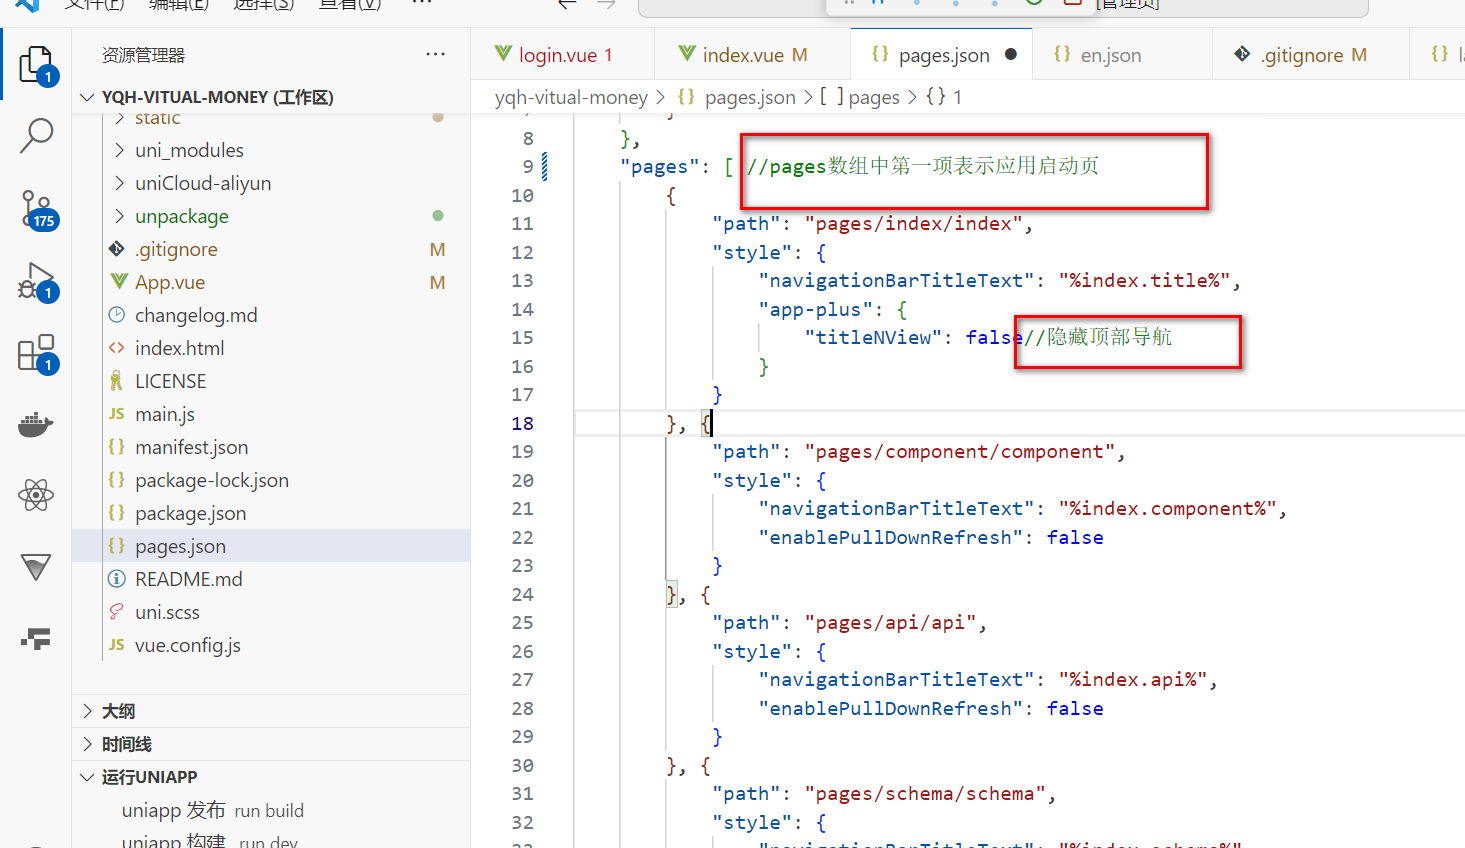 文件(F) 编辑(E) 选择(S) 查看(V) ··· [管理员]
资源管理器 ···
login.vue 1 index.vue M pages.json en.json .gitignore M
YQH-VITUAL-MONEY (工作区)
yqh-vitual-money > {} pages.json > [ ] pages > {} 1
static
uni_modules
uniCloud-aliyun
unpackage
.gitignore M
App.vue M
changelog.md
index.html
LICENSE
main.js
manifest.json
package-lock.json
package.json
pages.json
README.md
uni.scss
vue.config.js
大纲
时间线
运行UNIAPP
uniapp 发布 run build
uniapp 构建 run dev
1
175
1
1
8 },
9 "pages": [ //pages数组中第一项表示应用启动页
10 {
11 "path": "pages/index/index",
12 "style": {
13 "navigationBarTitleText": "%index.title%",
14 "app-plus": {
15 "titleNView": false//隐藏顶部导航
16 }
17 }
18 }, {
19 "path": "pages/component/component",
20 "style": {
21 "navigationBarTitleText": "%index.component%",
22 "enablePullDownRefresh": false
23 }
24 }, {
25 "path": "pages/api/api",
26 "style": {
27 "navigationBarTitleText": "%index.api%",
28 "enablePullDownRefresh": false
29 }
30 }, {
31 "path": "pages/schema/schema",
32 "style": {
33 "navigationBarTitleText": "%index.schema%"